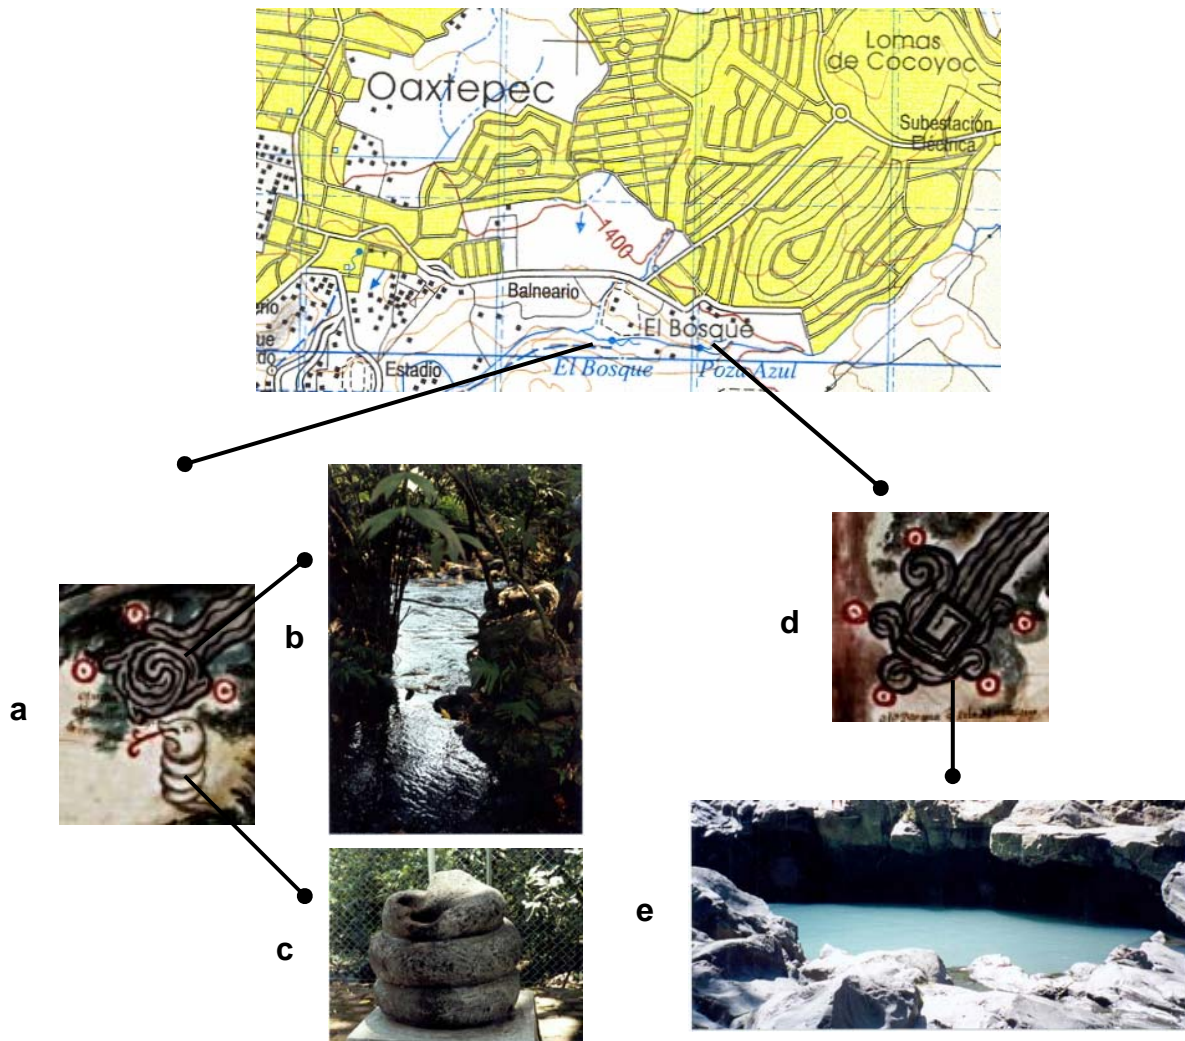 Lomas
de Cocoyoc
Oaxtepec
Subestación
Eléctrica
1400
Balneario
El Bosque
Estadio
El Bosque
Poza Azul
a
b
c
d
e